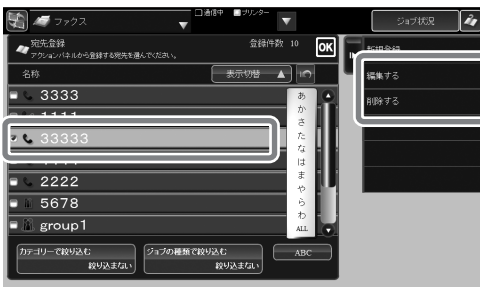 ファクス
通信中 プリンター
ジョブ状況
宛先登録
アクションパネルから登録する宛先を選んでください。
登録件数 10
OK
新規登録
名称
表示切替
編集する
削除する
3333
1111
33333
2222
5678
group1
あ
か
さ
た
な
は
ま
や
ら
わ
ALL
カテゴリーで絞り込む
絞り込まない
ジョブの種類で絞り込む
絞り込まない
ABC